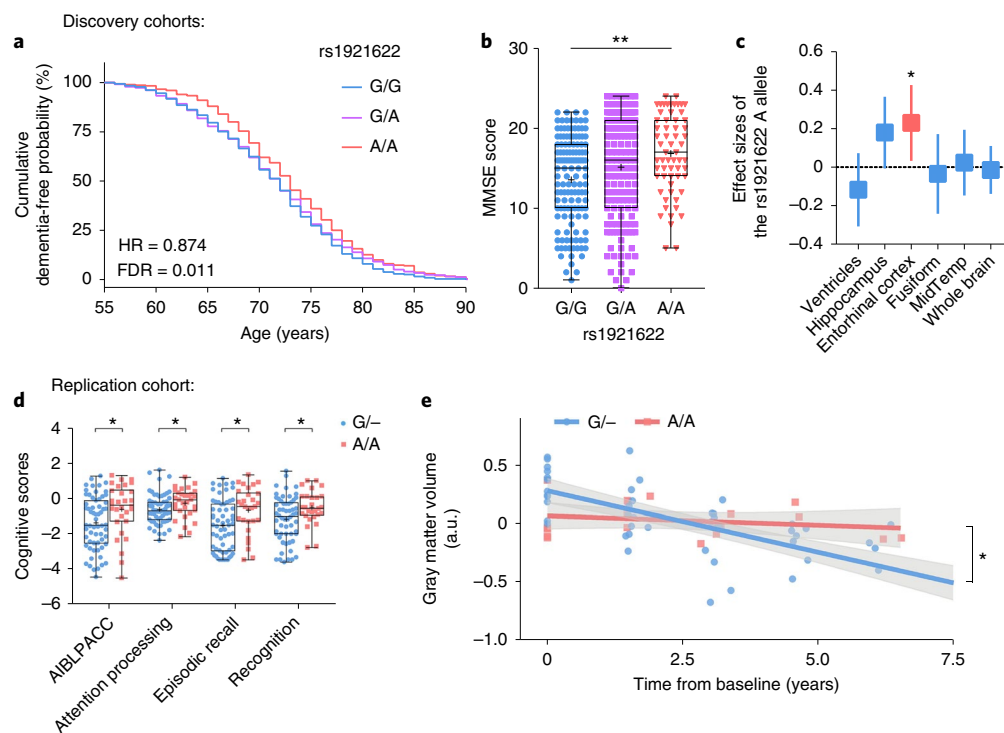 Discovery cohorts:
a
rs1921622
G/G
G/A
A/A
Cumulative
dementia-free probability (%)
100
75
50
25
0
HR = 0.874
FDR = 0.011
55 60 65 70 75 80 85 90
Age (years)
b
**
MMSE score
30
20
10
0
G/G G/A A/A
rs1921622
c
Effect sizes of
the rs1921622 A allele
0.6
0.4
0.2
0
−0.2
−0.4
*
Ventricles
Hippocampus
Entorhinal cortex
Fusiform
MidTemp
Whole brain
Replication cohort:
d
G/–
A/A
Cognitive scores
4
2
0
−2
−4
−6
* * * *
AIBLPACC
Attention processing
Episodic recall
Recognition
e
G/– A/A
Gray matter volume
(a.u.)
0.5
0
−0.5
−1.0
*
0 2.5 5.0 7.5
Time from baseline (years)